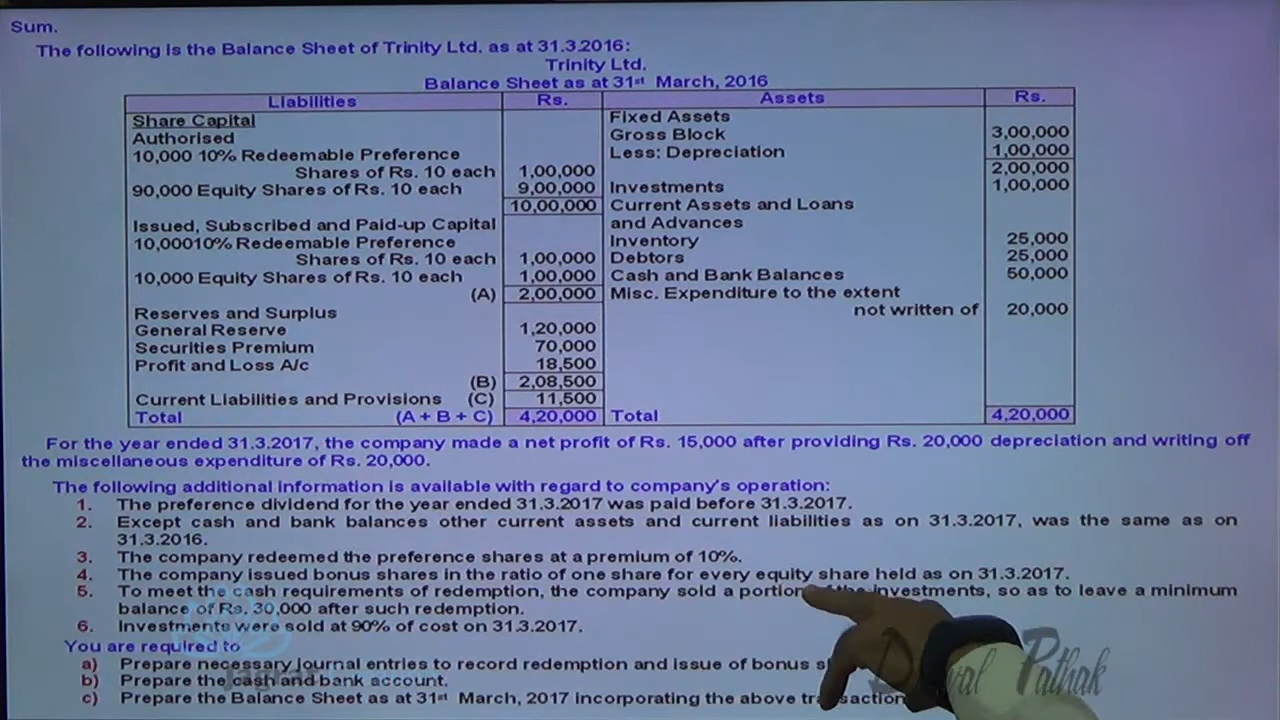 Sum.
The following is the Balance Sheet of Trinity Ltd. as at 31.3.2016:
Trinity Ltd.
Balance Sheet as at 31st March, 2016
Liabilities Rs. Assets Rs.
Share Capital Fixed Assets
Authorised Gross Block 3,00,000
10,000 10% Redeemable Preference Less: Depreciation 1,00,000
Shares of Rs. 10 each 1,00,000 2,00,000
90,000 Equity Shares of Rs. 10 each 9,00,000 Investments 1,00,000
10,00,000 Current Assets and Loans
Issued, Subscribed and Paid-up Capital and Advances
10,00010% Redeemable Preference Inventory 25,000
Shares of Rs. 10 each 1,00,000 Debtors 25,000
10,000 Equity Shares of Rs. 10 each 1,00,000 Cash and Bank Balances 50,000
(A) 2,00,000 Misc. Expenditure to the extent
Reserves and Surplus not written of 20,000
General Reserve 1,20,000
Securities Premium 70,000
Profit and Loss A/c 18,500
(B) 2,08,500
Current Liabilities and Provisions (C) 11,500
Total (A + B + C) 4,20,000 Total 4,20,000
For the year ended 31.3.2017, the company made a net profit of Rs. 15,000 after providing Rs. 20,000 depreciation and writing off
the miscellaneous expenditure of Rs. 20,000.
The following additional information is available with regard to company's operation:
1. The preference dividend for the year ended 31.3.2017 was paid before 31.3.2017.
2. Except cash and bank balances other current assets and current liabilities as on 31.3.2017, was the same as on
31.3.2016.
3. The company redeemed the preference shares at a premium of 10%.
4. The company issued bonus shares in the ratio of one share for every equity share held as on 31.3.2017.
5. To meet the cash requirements of redemption, the company sold a portion of the investments, so as to leave a minimum
balance of Rs. 30,000 after such redemption.
6. Investments were sold at 90% of cost on 31.3.2017.
You are required to
a) Prepare necessary journal entries to record redemption and issue of bonus
b) Prepare the cash and bank account.
c) Prepare the Balance Sheet as at 31st March, 2017 incorporating the above
Pathak